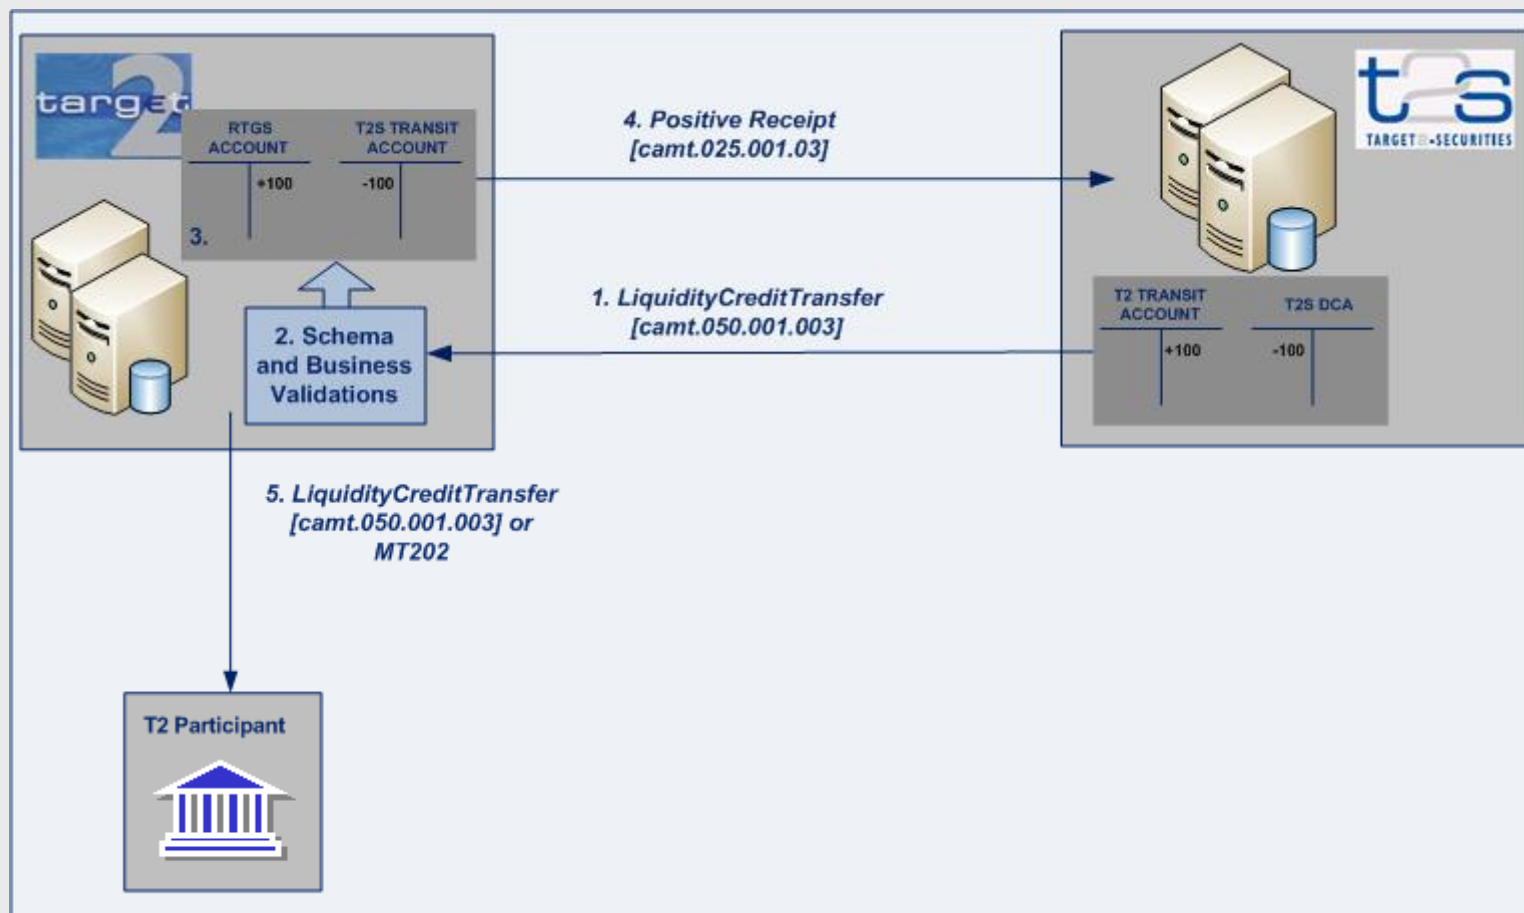 target
2
RTGS
ACCOUNT
T2S TRANSIT
ACCOUNT
+100
-100
3.
4. Positive Receipt
[camt.025.001.03]
t2s
TARGET2-SECURITIES
1. LiquidityCreditTransfer
[camt.050.001.003]
2. Schema
and Business
Validations
T2 TRANSIT
ACCOUNT
T2S DCA
+100
-100
5. LiquidityCreditTransfer
[camt.050.001.003] or
MT202
T2 Participant